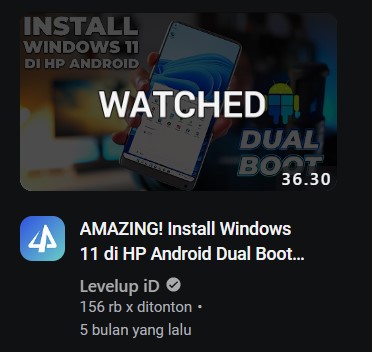 INSTALL
WINDOWS 11
DI HP ANDROID
WATCHED
DUAL
BOOT
36.30
AMAZING! Install Windows
11 di HP Android Dual Boot...
Levelup iD
156 rb x ditonton •
5 bulan yang lalu